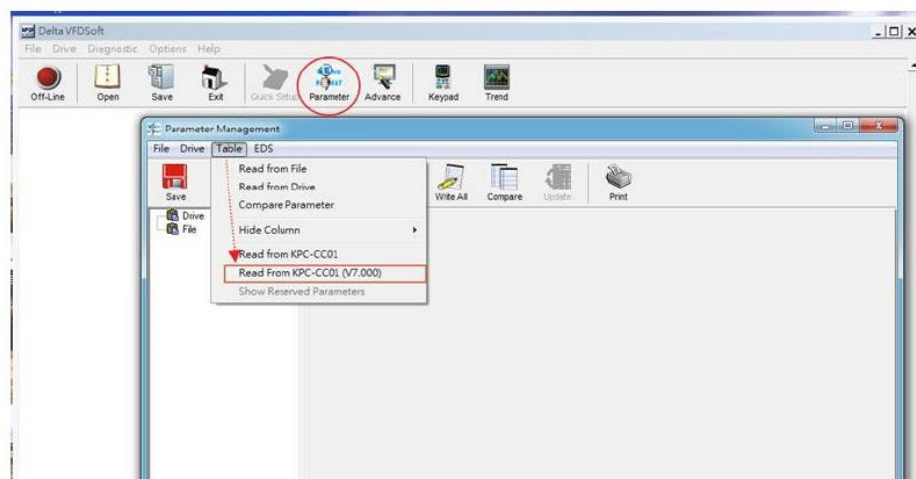 Delta VFDSoft
File Drive Diagnostic Options Help
Off-Line Open Save Exit Quick Setup Parameter Advance Keypad Trend
Parameter Management
File Drive Table EDS
Read from File
Read from Drive
Compare Parameter
Hide Column
Read from KPC-CC01
Read From KPC-CC01 (V7.000)
Show Reserved Parameters
Save Write All Compare Update Print
Drive
File